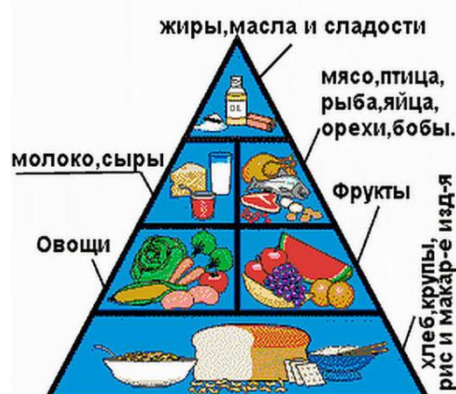 жиры,масла и сладости
мясо,птица,
рыба,яйца,
орехи,бобы.
молоко,сыры
Фрукты
Овощи
хлеб,крупы,
рис и макар-е изд-я
OIL